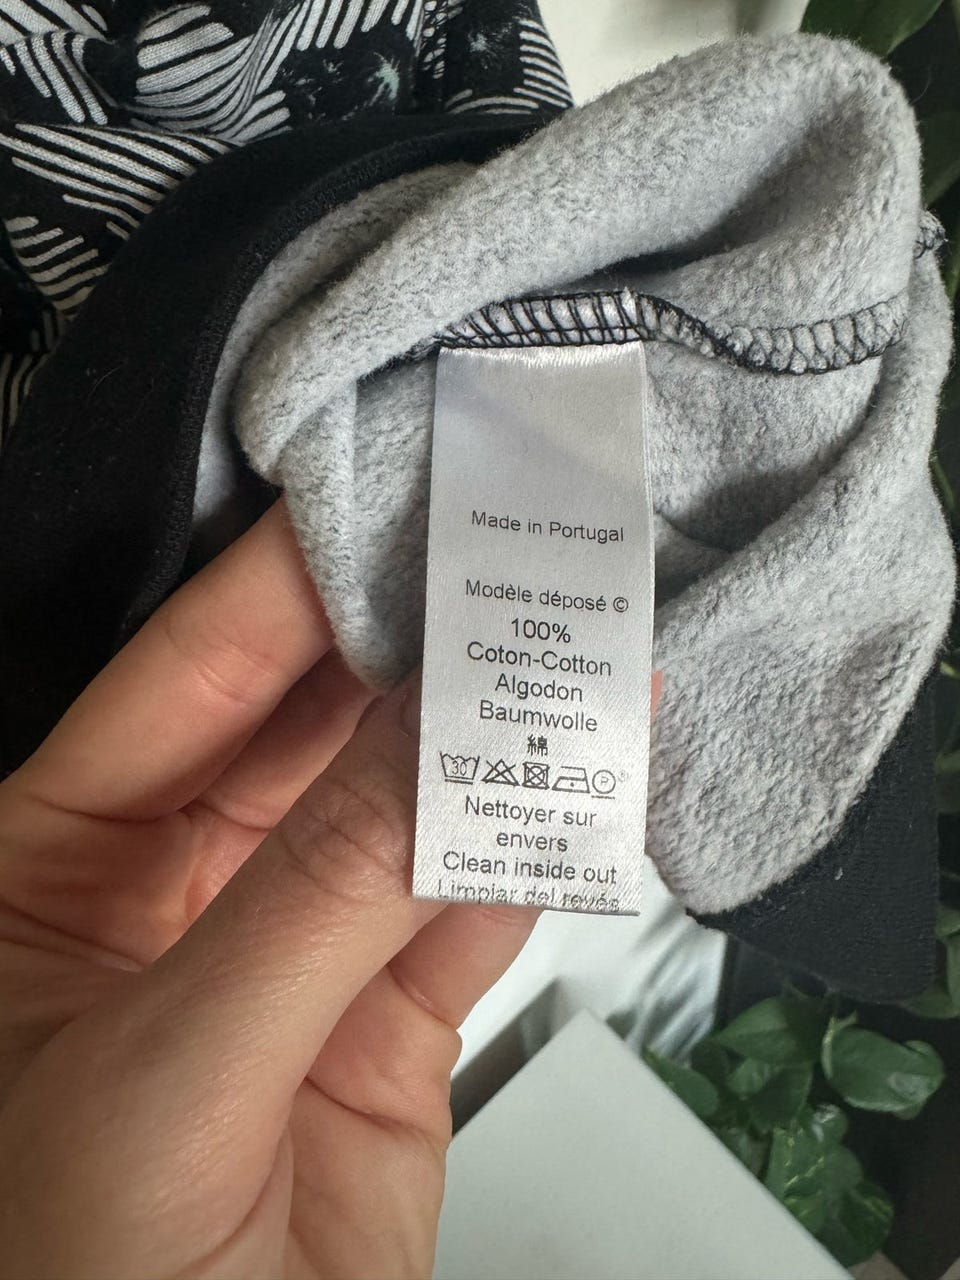 Made in Portugal
Modèle déposé ©
100%
Coton-Cotton
Algodon
Baumwolle
綿
30 P
Nettoyer sur
envers
Clean inside out
Limpiar del revés